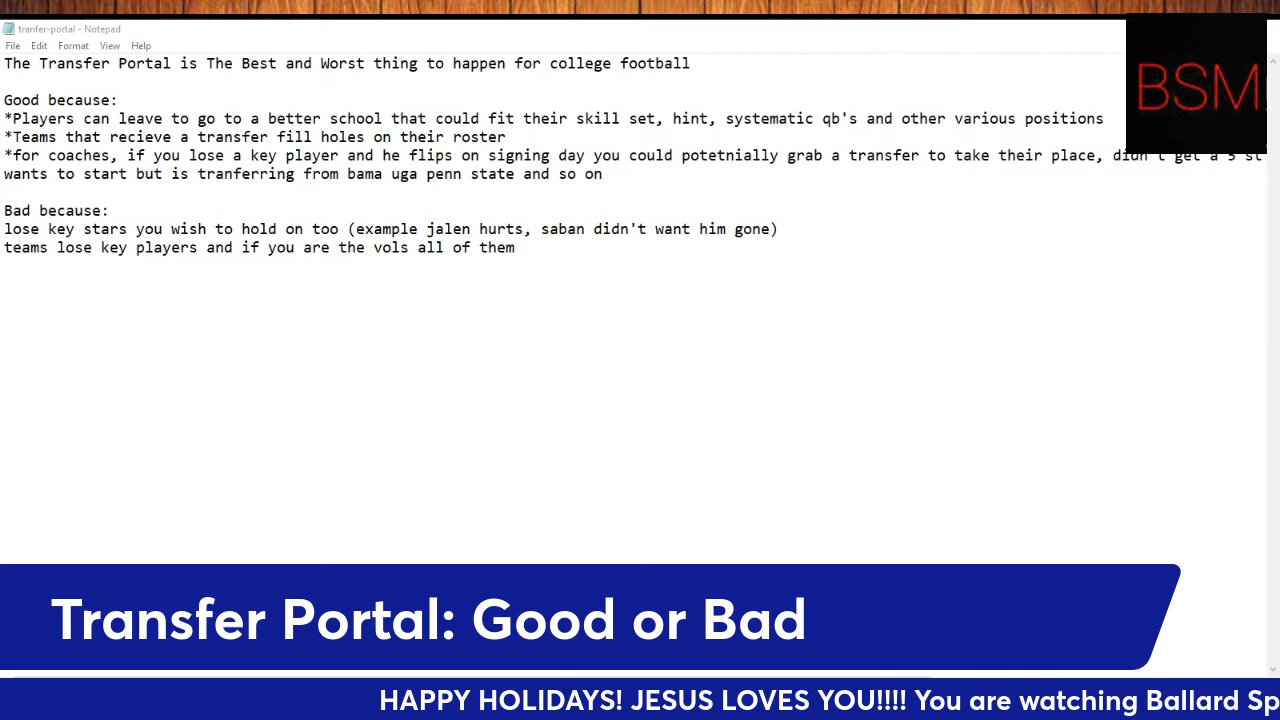 tranfer-portal - Notepad
File Edit Format View Help
The Transfer Portal is The Best and Worst thing to happen for college football
Good because:
*Players can leave to go to a better school that could fit their skill set, hint, systematic qb's and other various positions
*Teams that recieve a transfer fill holes on their roster
*for coaches, if you lose a key player and he flips on signing day you could potetnially grab a transfer to take their place, didn't get a 5 st
wants to start but is tranferring from bama uga penn state and so on
Bad because:
lose key stars you wish to hold on too (example jalen hurts, saban didn't want him gone)
teams lose key players and if you are the vols all of them
BSM
Transfer Portal: Good or Bad
HAPPY HOLIDAYS! JESUS LOVES YOU!!!! You are watching Ballard Sp